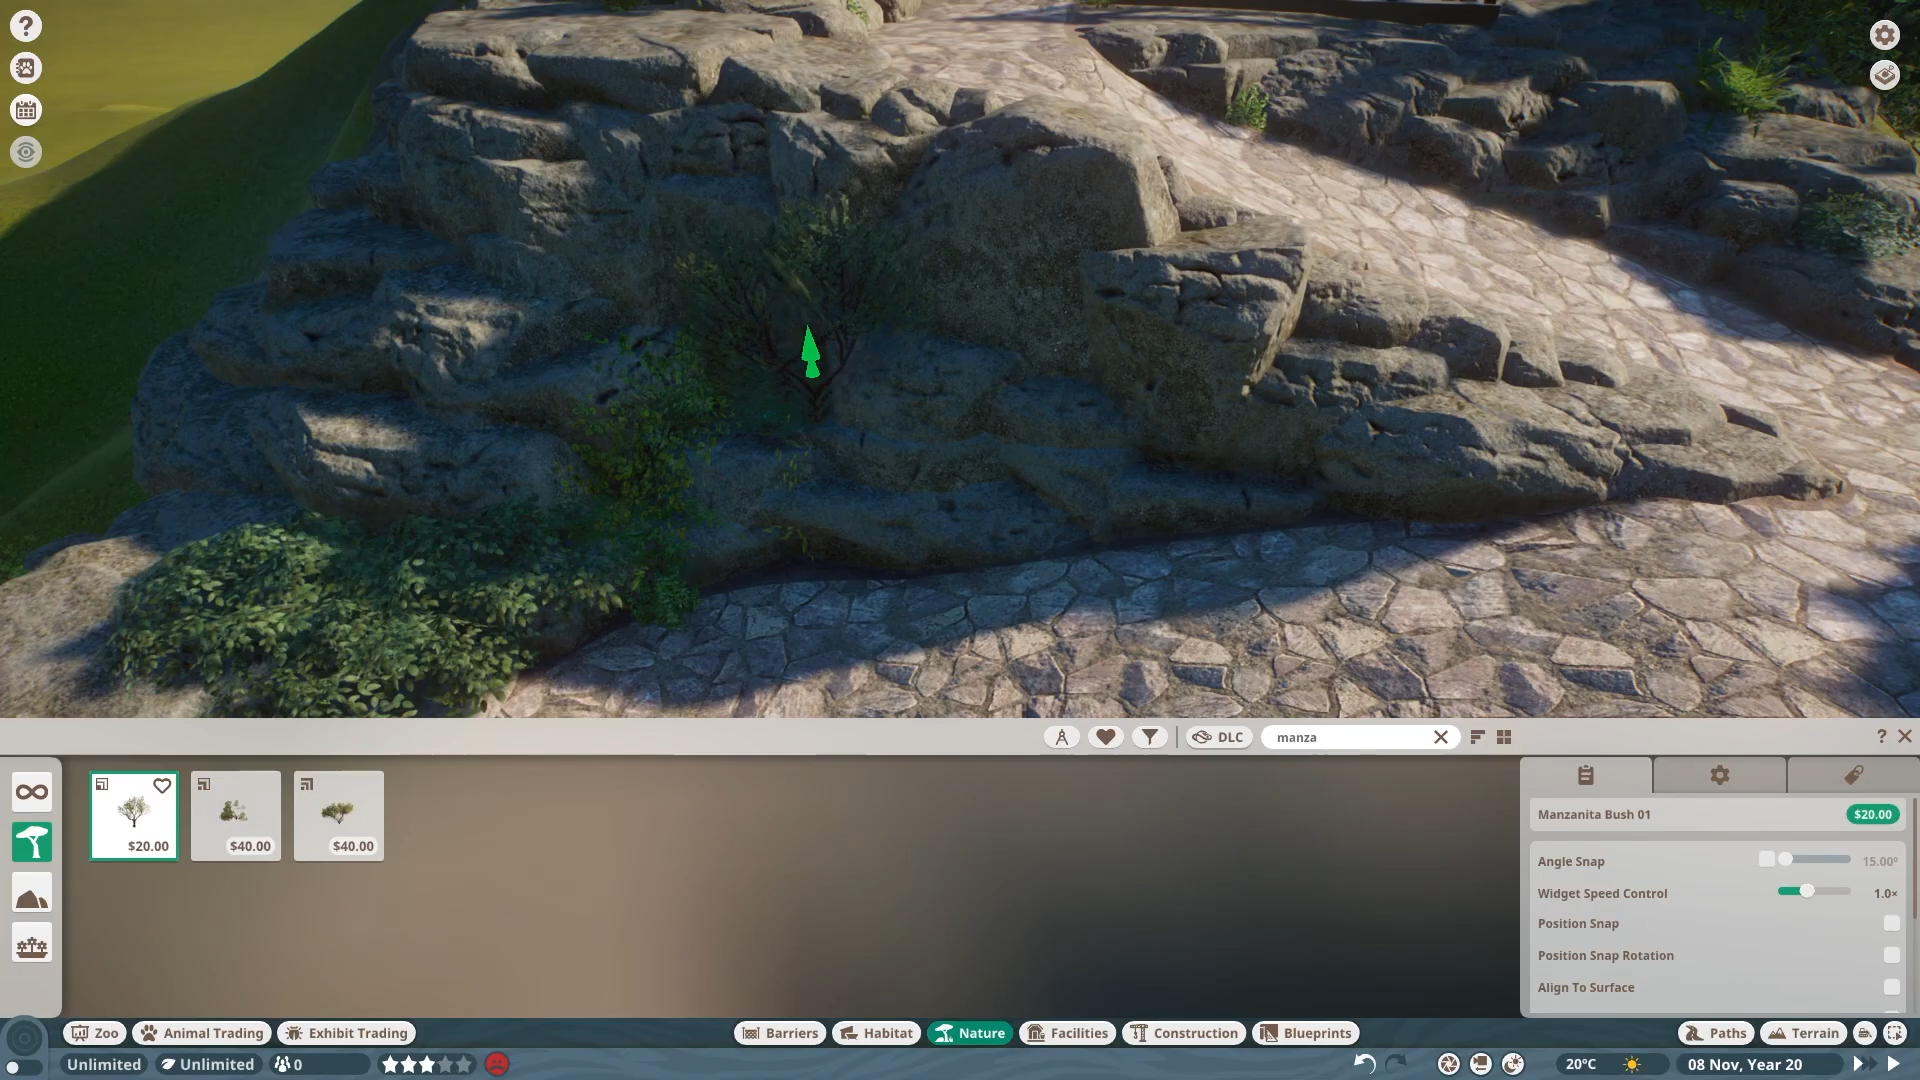 DLC
manza
$20.00
$40.00
$40.00
Manzanita Bush 01
$20.00
Angle Snap
15.00°
Widget Speed Control
1.0×
Position Snap
Position Snap Rotation
Align To Surface
Zoo
Animal Trading
Exhibit Trading
Barriers
Habitat
Nature
Facilities
Construction
Blueprints
Paths
Terrain
Unlimited
Unlimited
0
20°C
08 Nov, Year 20